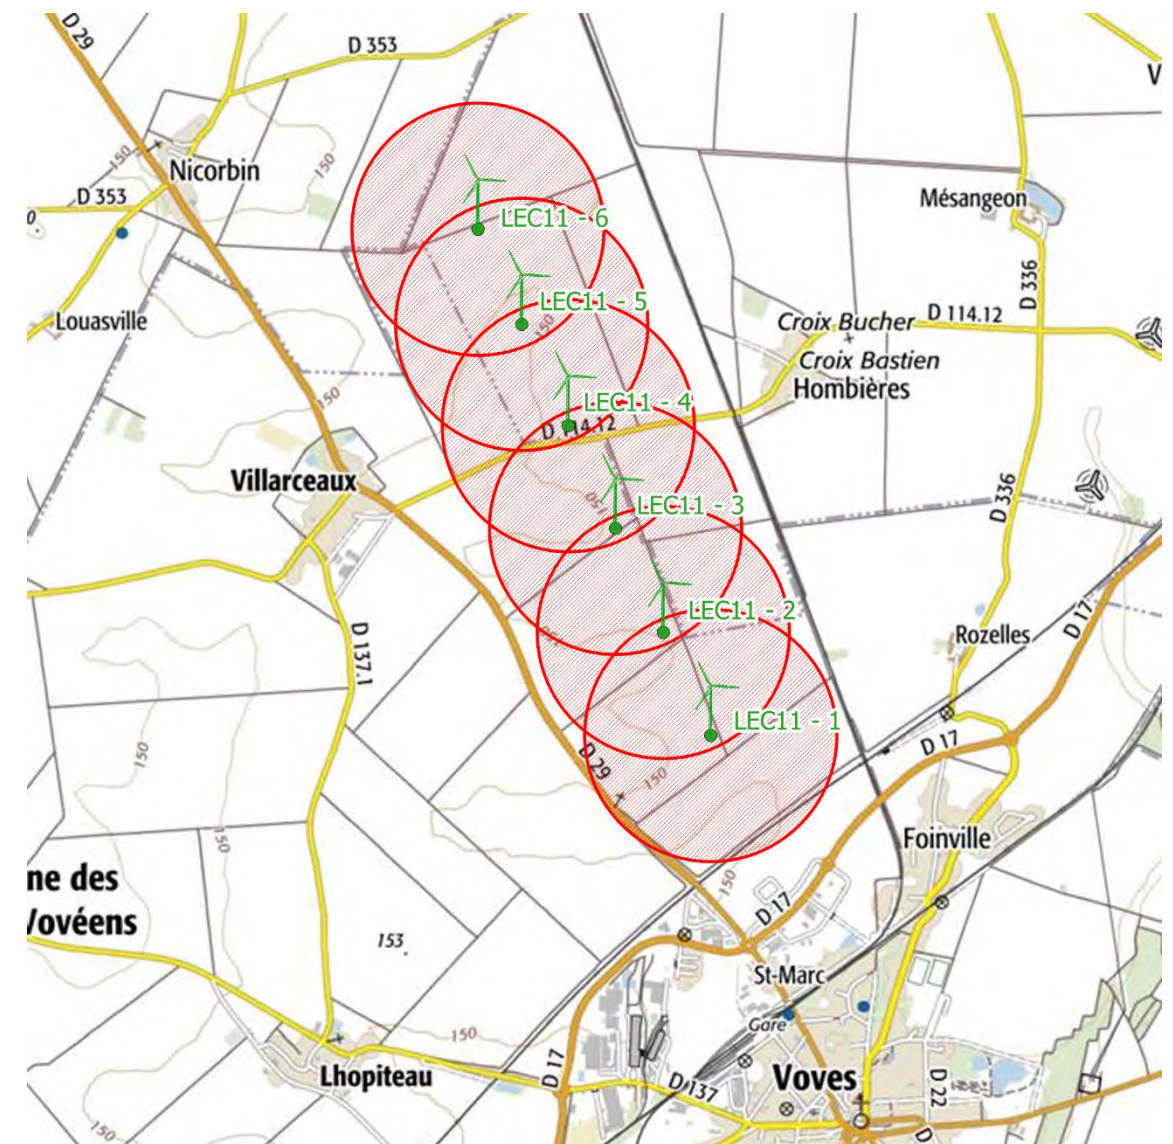 D 29
D 353
V
150
Nicorbin
150
D 353
Mésangeon
LEC11 - 6
D 336
LEC11 - 5
Louasville
150
Croix Bucher
D 114.12
Croix Bastien
Hombières
150
LEC11 - 4
D 114.12
Villarceaux
D 336
LEC11 - 3
LEC11 - 2
D 17
Rozelles
D 137.1
LEC11 - 1
150
D 29
150
D 17
150
Foinville
ne des
Vovéens
150
D 17
153
St-Marc
Gare
150
Lhopiteau
D 17
D 137
Voves
D 22
150
D